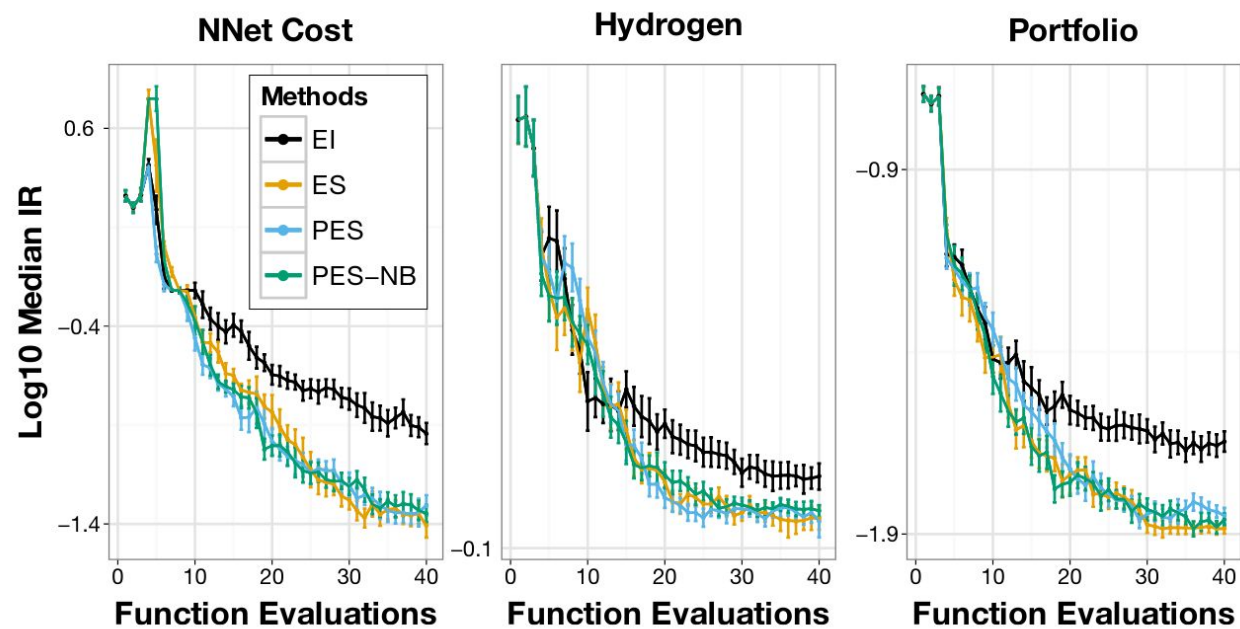 NNet Cost
Hydrogen
Portfolio
Log10 Median IR
0.6
−0.4
−1.4
Methods
EI
ES
PES
PES−NB
−0.1
−0.9
−1.9
0 10 20 30 40
0 10 20 30 40
0 10 20 30 40
Function Evaluations
Function Evaluations
Function Evaluations